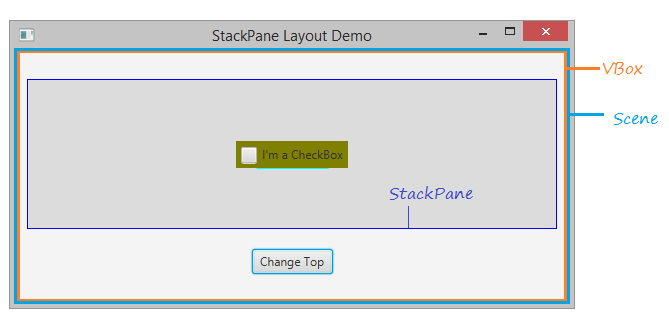 StackPane Layout Demo
VBox
Scene
I'm a CheckBox
StackPane
Change Top